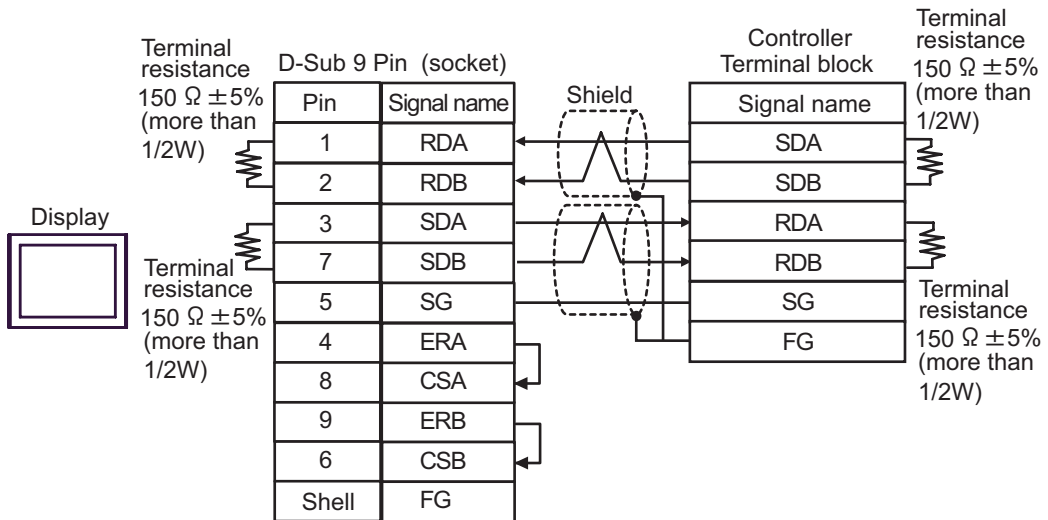 Terminal
resistance
150 Ω ±5%
(more than
1/2W)
D-Sub 9 Pin (socket)
Pin Signal name
1 RDA
2 RDB
3 SDA
7 SDB
5 SG
4 ERA
8 CSA
9 ERB
6 CSB
Shell FG
Display
Terminal
resistance
150 Ω ±5%
(more than
1/2W)
Shield
Controller
Terminal block
Signal name
SDA
SDB
RDA
RDB
SG
FG
Terminal
resistance
150 Ω ±5%
(more than
1/2W)
Terminal
resistance
150 Ω ±5%
(more than
1/2W)